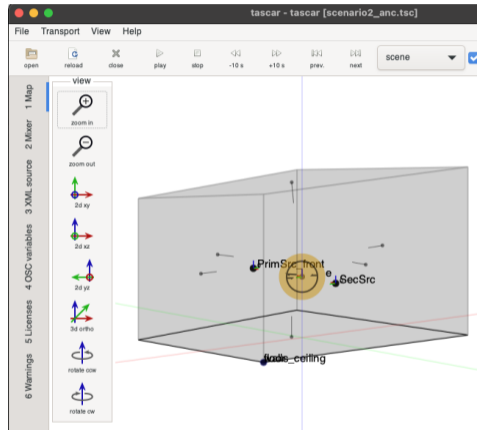 tascar - tascar [scenario2_anc.tsc]
File Transport View Help
open reload close play stop -10 s +10 s prev. next scene
view
zoom in
zoom out
2d xy
2d xz
2d yz
3d ortho
rotate ccw
rotate cw
1 Map
2 Mixer
3 XML source
4 OSC variables
5 Licenses
6 Warnings
PrimSrc_front
e
SecSrc